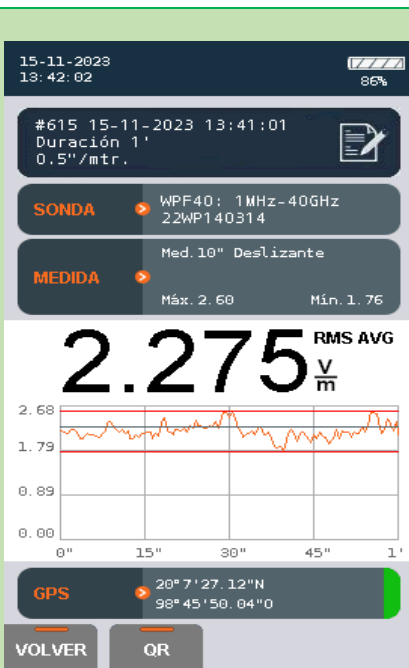 15-11-2023
13:42:02
86%
#615 15-11-2023 13:41:01
Duración 1'
0.5"/mtr.
SONDA
WPF40: 1MHz-40GHz
22WP140314
MEDIDA
Med.10" Deslizante
Máx.2.60 Mín.1.76
2.275 RMS AVG
V
m
2.68
1.79
0.89
0.00
0" 15" 30" 45" 1'
GPS
20°7'27.12"N
98°45'50.04"O
VOLVER QR